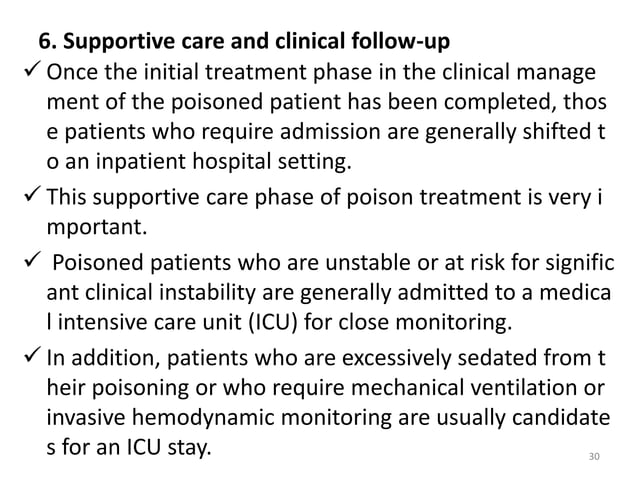 6. Supportive care and clinical follow-up
✓ Once the initial treatment phase in the clinical manage
ment of the poisoned patient has been completed, thos
e patients who require admission are generally shifted t
o an inpatient hospital setting.
✓ This supportive care phase of poison treatment is very i
mportant.
✓ Poisoned patients who are unstable or at risk for signific
ant clinical instability are generally admitted to a medica
l intensive care unit (ICU) for close monitoring.
✓ In addition, patients who are excessively sedated from t
heir poisoning or who require mechanical ventilation or
invasive hemodynamic monitoring are usually candidate
s for an ICU stay.
30